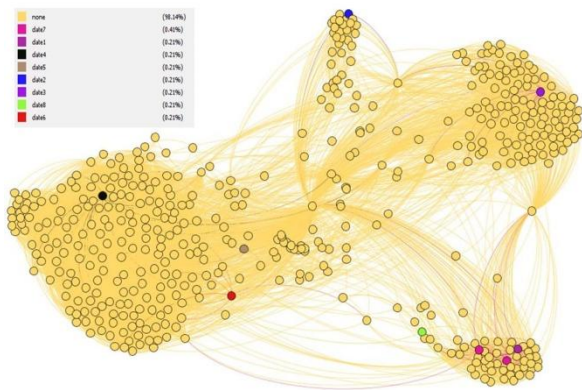 none (98.14%)
date7 (0.41%)
date1 (0.21%)
date4 (0.21%)
date5 (0.21%)
date2 (0.21%)
date3 (0.21%)
date8 (0.21%)
date6 (0.21%)